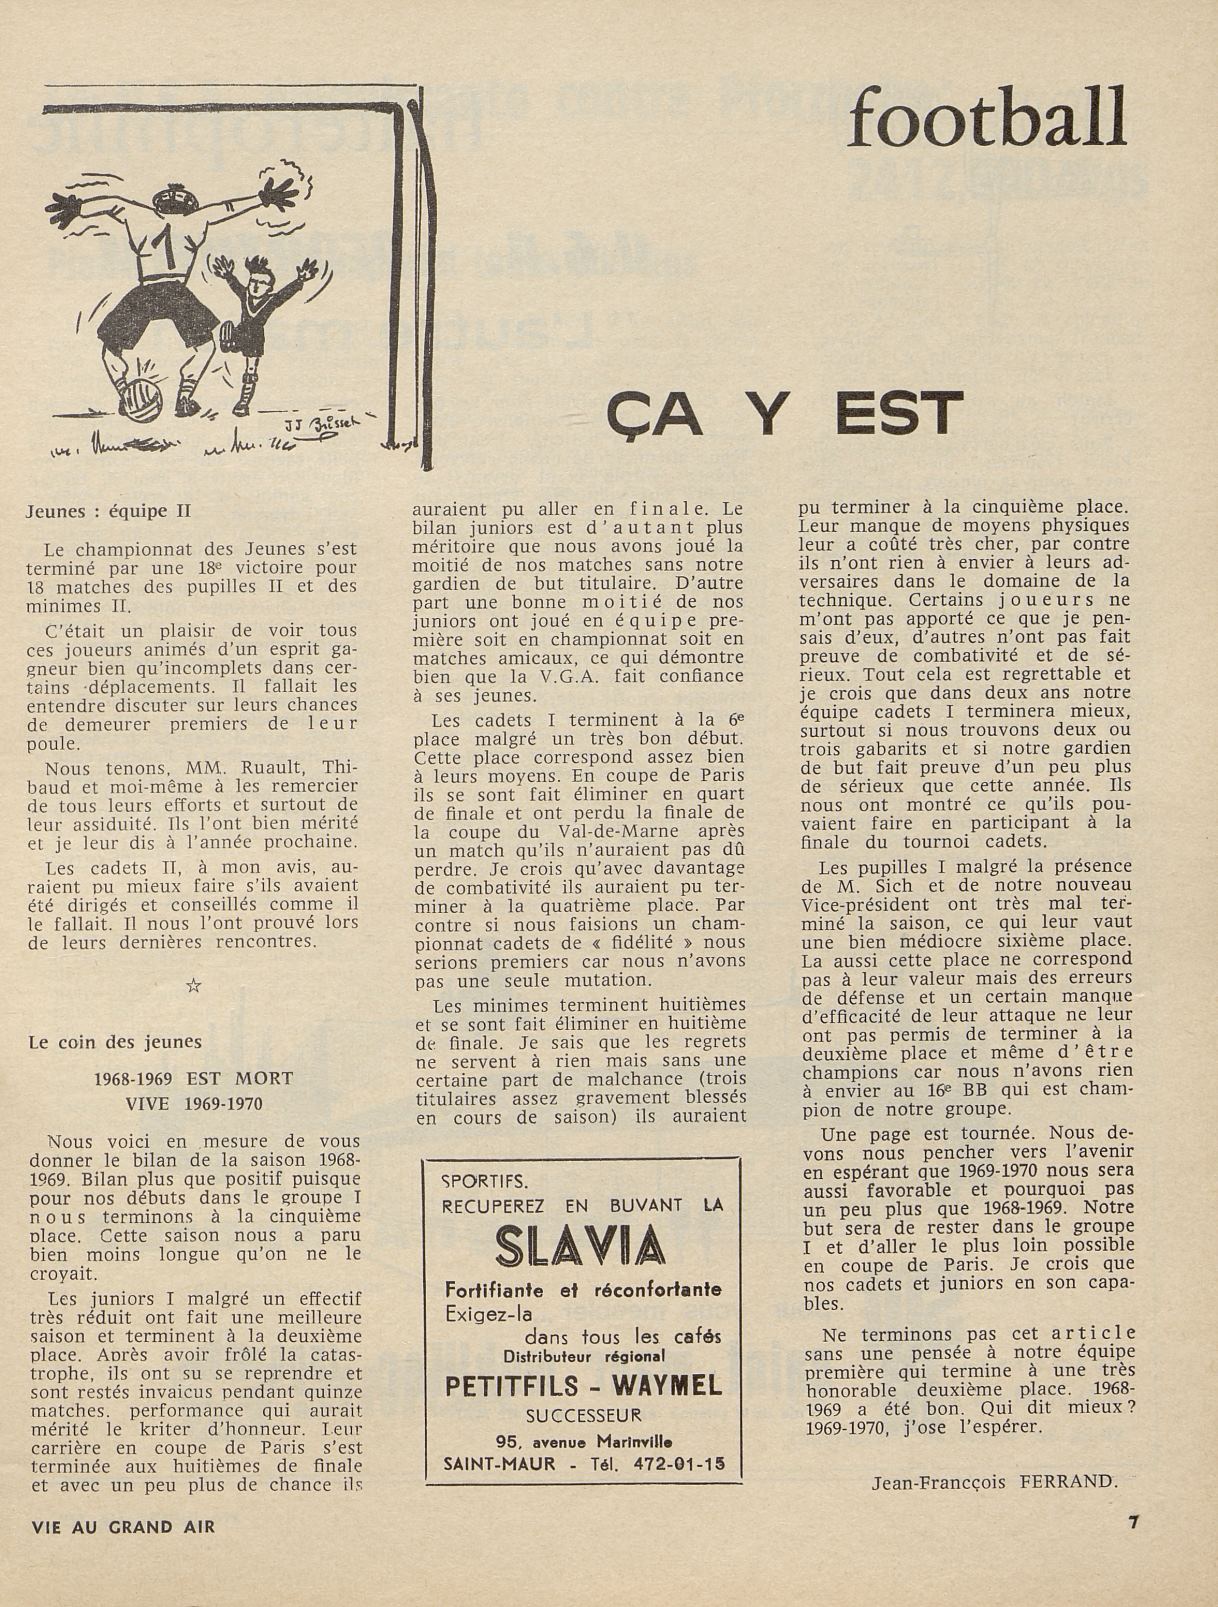 football
1
JJ Brisset
ÇA Y EST
Jeunes : équipe II
Le championnat des Jeunes s'est
terminé par une 18e victoire pour
18 matches des pupilles II et des
minimes II.
C'était un plaisir de voir tous
ces joueurs animés d'un esprit ga-
gneur bien qu'incomplets dans cer-
tains déplacements. Il fallait les
entendre discuter sur leurs chances
de demeurer premiers de leur
poule.
Nous tenons, MM. Ruault, Thi-
baud et moi-même à les remercier
de tous leurs efforts et surtout de
leur assiduité. Ils l'ont bien mérité
et je leur dis à l'année prochaine.
Les cadets II, à mon avis, au-
raient pu mieux faire s'ils avaient
été dirigés et conseillés comme il
le fallait. Il nous l'ont prouvé lors
de leurs dernières rencontres.
☆
Le coin des jeunes
1968-1969 EST MORT
VIVE 1969-1970
Nous voici en mesure de vous
donner le bilan de la saison 1968-
1969. Bilan plus que positif puisque
pour nos débuts dans le groupe I
nous terminons à la cinquième
place. Cette saison nous a paru
bien moins longue qu'on ne le
croyait.
Les juniors I malgré un effectif
très réduit ont fait une meilleure
saison et terminent à la deuxième
place. Après avoir frôlé la catas-
trophe, ils ont su se reprendre et
sont restés invaicus pendant quinze
matches, performance qui aurait
mérité le kriter d'honneur. Leur
carrière en coupe de Paris s'est
terminée aux huitièmes de finale
et avec un peu plus de chance ils
auraient pu aller en finale. Le
bilan juniors est d'autant plus
méritoire que nous avons joué la
moitié de nos matches sans notre
gardien de but titulaire. D'autre
part une bonne moitié de nos
juniors ont joué en équipe pre-
mière soit en championnat soit en
matches amicaux, ce qui démontre
bien que la V.G.A. fait confiance
à ses jeunes.
Les cadets I terminent à la 6e
place malgré un très bon début.
Cette place correspond assez bien
à leurs moyens. En coupe de Paris
ils se sont fait éliminer en quart
de finale et ont perdu la finale de
la coupe du Val-de-Marne après
un match qu'ils n'auraient pas dû
perdre. Je crois qu'avec davantage
de combativité ils auraient pu ter-
miner à la quatrième place. Par
contre si nous faisions un cham-
pionnat cadets de « fidélité » nous
serions premiers car nous n'avons
pas une seule mutation.
Les minimes terminent huitièmes
et se sont fait éliminer en huitième
de finale. Je sais que les regrets
ne servent à rien mais sans une
certaine part de malchance (trois
titulaires assez gravement blessés
en cours de saison) ils auraient
SPORTIFS.
RECUPEREZ EN BUVANT LA
SLAVIA
Fortifiante et réconfortante
Exigez-la
dans tous les cafés
Distributeur régional
PETITFILS - WAYMEL
SUCCESSEUR
95, avenue Marinville
SAINT-MAUR - Tél. 472-01-15
pu terminer à la cinquième place.
Leur manque de moyens physiques
leur a coûté très cher, par contre
ils n'ont rien à envier à leurs ad-
versaires dans le domaine de la
technique. Certains joueurs ne
m'ont pas apporté ce que je pen-
sais d'eux, d'autres n'ont pas fait
preuve de combativité et de sé-
rieux. Tout cela est regrettable et
je crois que dans deux ans notre
équipe cadets I terminera mieux,
surtout si nous trouvons deux ou
trois gabarits et si notre gardien
de but fait preuve d'un peu plus
de sérieux que cette année. Ils
nous ont montré ce qu'ils pou-
vaient faire en participant à la
finale du tournoi cadets.
Les pupilles I malgré la présence
de M. Sich et de notre nouveau
Vice-président ont très mal ter-
miné la saison, ce qui leur vaut
une bien médiocre sixième place.
La aussi cette place ne correspond
pas à leur valeur mais des erreurs
de défense et un certain manque
d'efficacité de leur attaque ne leur
ont pas permis de terminer à la
deuxième place et même d'être
champions car nous n'avons rien
à envier au 16e BB qui est cham-
pion de notre groupe.
Une page est tournée. Nous de-
vons nous pencher vers l'avenir
en espérant que 1969-1970 nous sera
aussi favorable et pourquoi pas
un peu plus que 1968-1969. Notre
but sera de rester dans le groupe
I et d'aller le plus loin possible
en coupe de Paris. Je crois que
nos cadets et juniors en son capa-
bles.
Ne terminons pas cet article
sans une pensée à notre équipe
première qui termine à une très
honorable deuxième place. 1968-
1969 a été bon. Qui dit mieux ?
1969-1970, j'ose l'espérer.
Jean-Francçois FERRAND.
VIE AU GRAND AIR
7